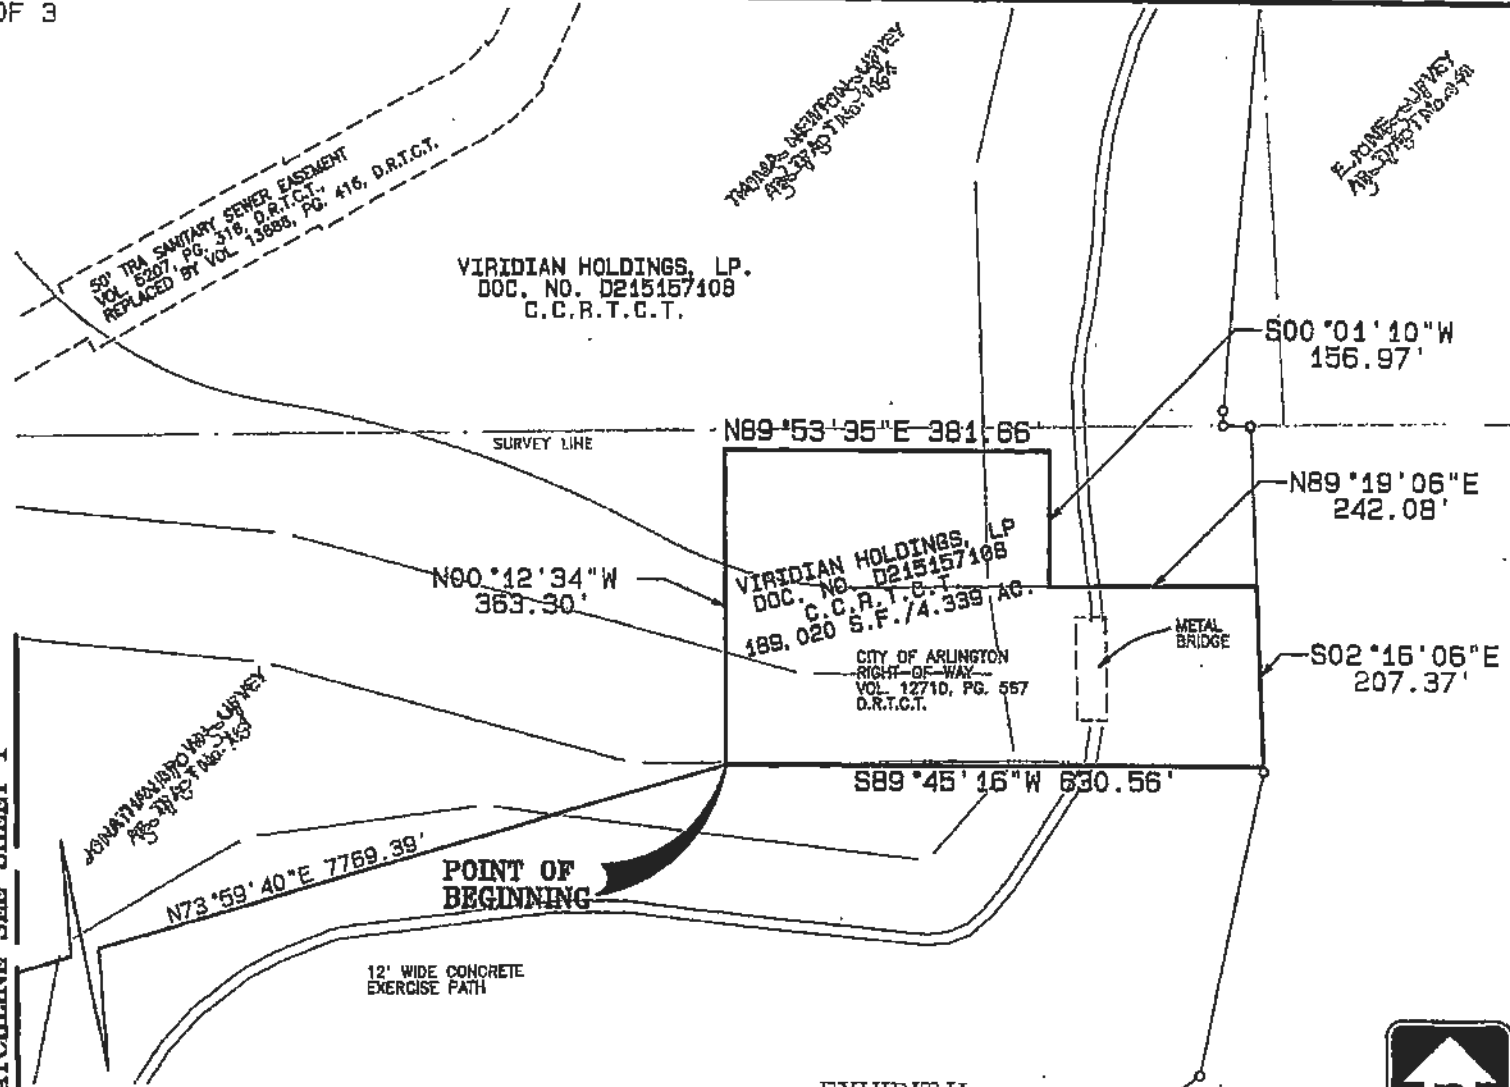 OF 3
50' TRA SANITARY SEWER EASEMENT
VOL. 5207, PG. 316, D.R.T.C.T.,
REPLACED BY VOL. 13688, PG. 416, D.R.T.C.T.
SURVEY
SURVEY
VIRIDIAN HOLDINGS, LP.
DOC. NO. D215157108
C.C.R.T.C.T.
S00°01'10"W
156.97'
N89°53'35"E 381.66'
SURVEY LINE
N89°19'06"E
242.08'
N00°12'34"W
363.30'
VIRIDIAN HOLDINGS, LP
DOC. NO. D215157108
C.C.R.T.C.T.
189,020 S.F./4.339 AC.
METAL
BRIDGE
CITY OF ARLINGTON
RIGHT-OF-WAY
VOL. 12710, PG. 557
D.R.T.C.T.
S02°16'06"E
207.37'
SURVEY
S89°45'16"W 630.56'
N73°59'40"E 7769.39'
POINT OF
BEGINNING
12' WIDE CONCRETE
EXERCISE PATH